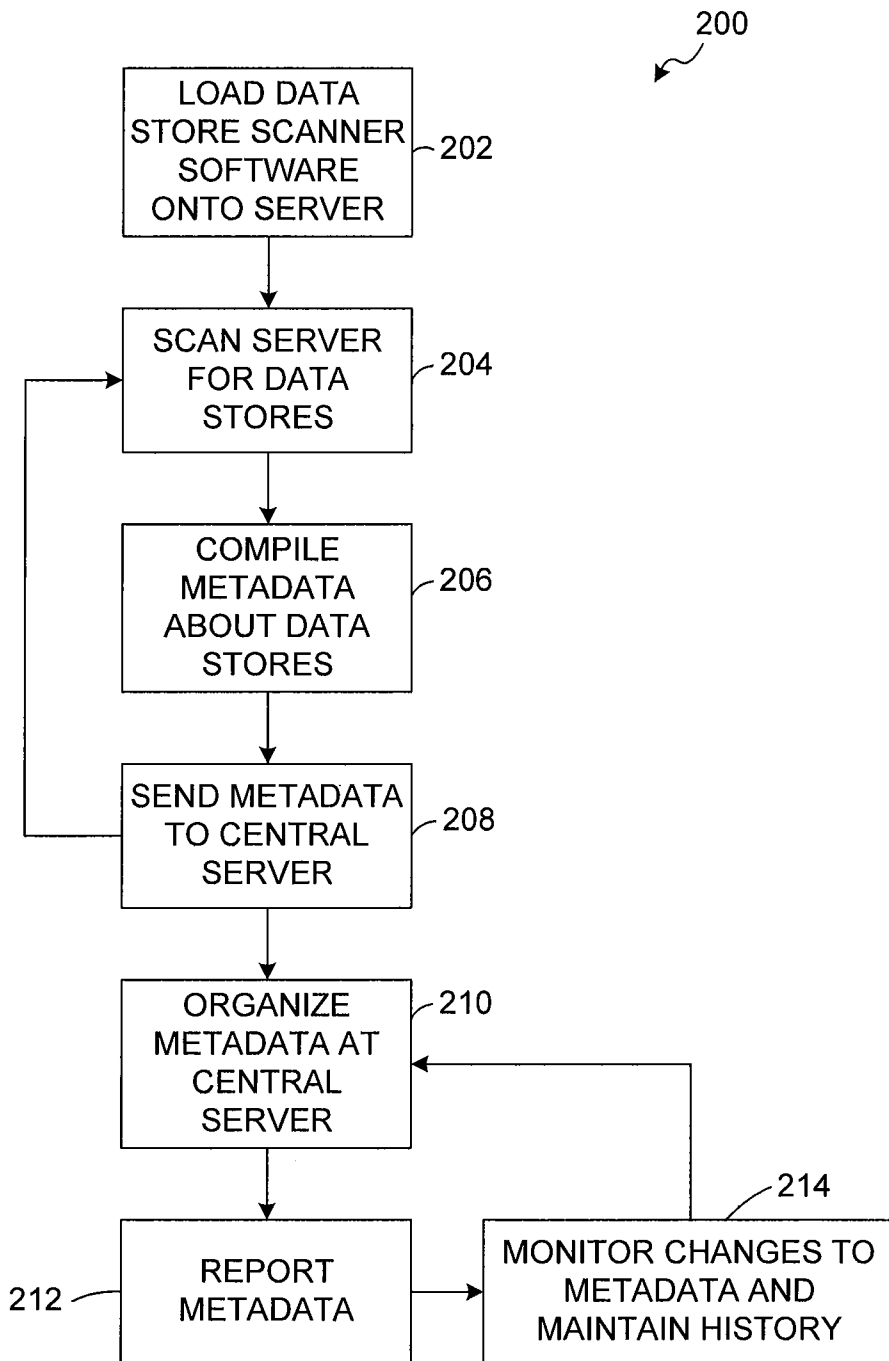 200
LOAD DATA
STORE SCANNER
SOFTWARE
ONTO SERVER
202
SCAN SERVER
FOR DATA
STORES
204
COMPILE
METADATA
ABOUT DATA
STORES
206
SEND METADATA
TO CENTRAL
SERVER
208
ORGANIZE
METADATA AT
CENTRAL
SERVER
210
REPORT
METADATA
212
MONITOR CHANGES TO
METADATA AND
MAINTAIN HISTORY
214